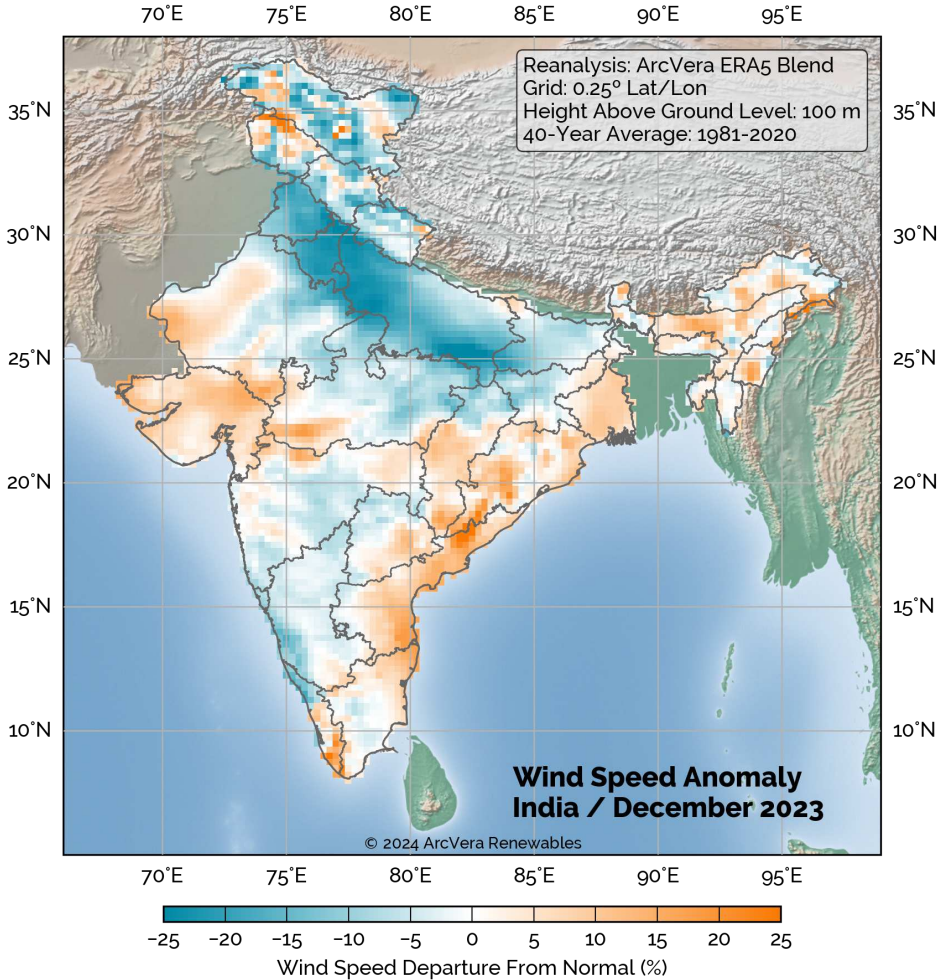 70°E 75°E 80°E 85°E 90°E 95°E
Reanalysis: ArcVera ERA5 Blend
Grid: 0.25º Lat/Lon
Height Above Ground Level: 100 m
40-Year Average: 1981-2020
35°N 35°N
30°N 30°N
25°N 25°N
20°N 20°N
15°N 15°N
10°N 10°N
Wind Speed Anomaly
India / December 2023
© 2024 ArcVera Renewables
70°E 75°E 80°E 85°E 90°E 95°E
−25 −20 −15 −10 −5 0 5 10 15 20 25
Wind Speed Departure From Normal (%)